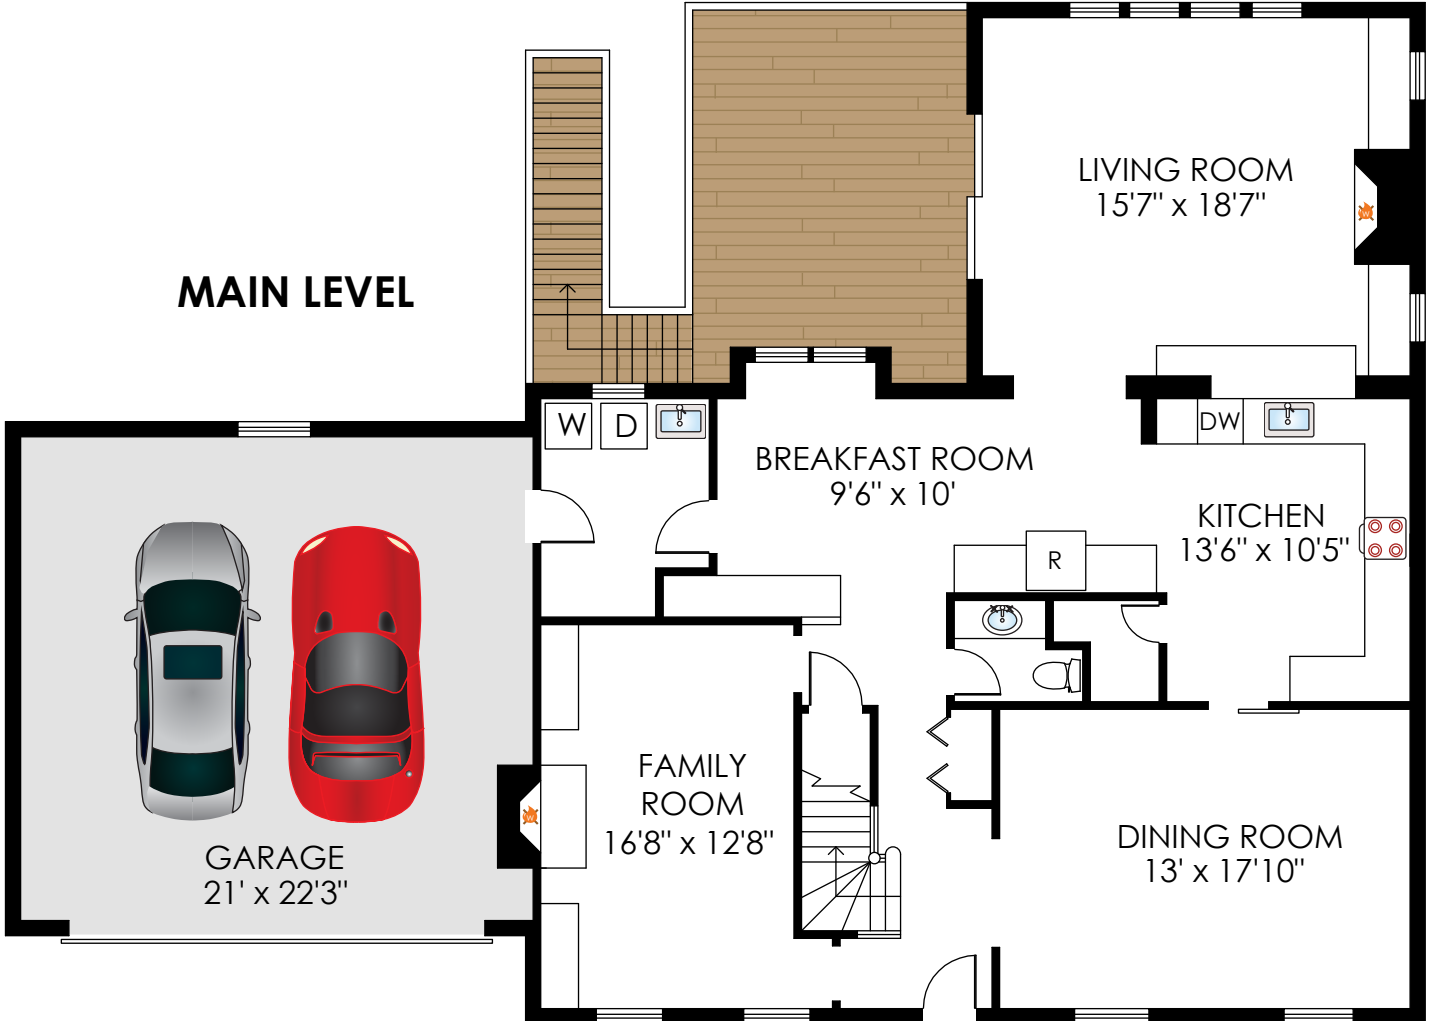 LIVING ROOM
15'7" x 18'7"
W
MAIN LEVEL
W
D
DW
BREAKFAST ROOM
9'6" x 10'
KITCHEN
13'6" x 10'5"
R
FAMILY
ROOM
16'8" x 12'8"
W
GARAGE
21' x 22'3"
DINING ROOM
13' x 17'10"